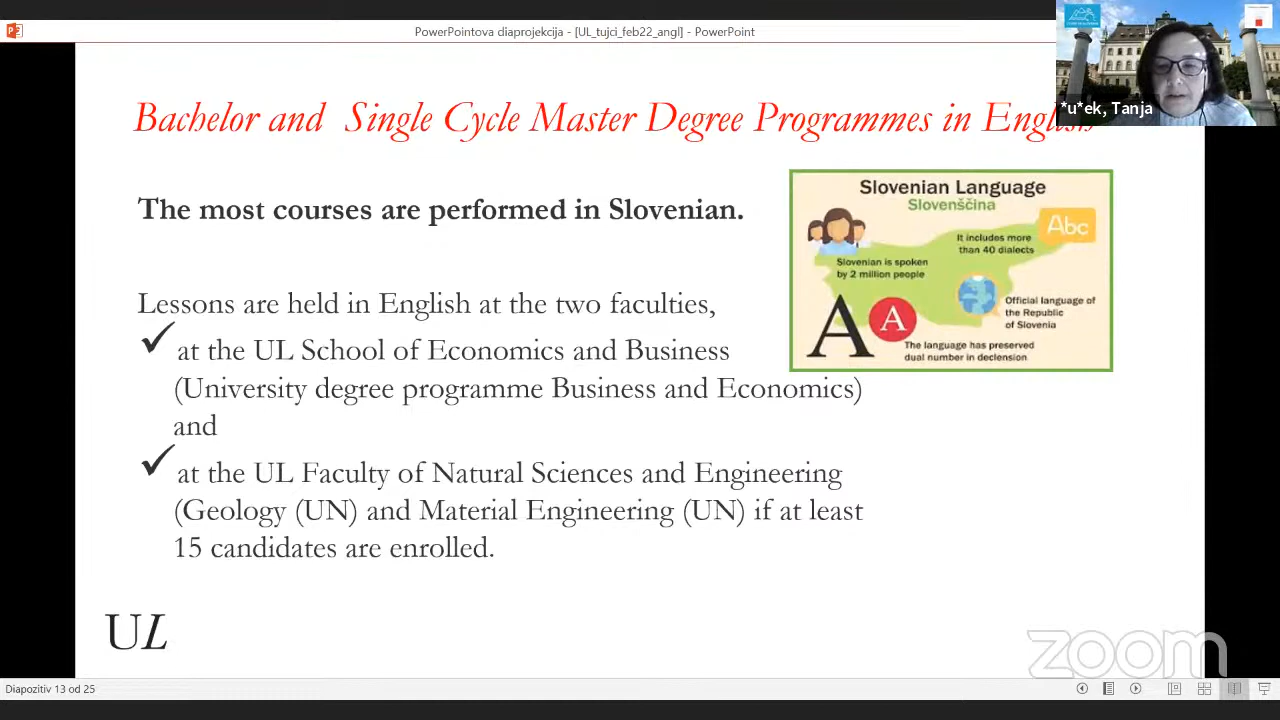 PowerPointova diaprojekcija - [UL_tujci_feb22_angl] - PowerPoint
*u*ek, Tanja
Bachelor and Single Cycle Master Degree Programmes in English
The most courses are performed in Slovenian.
Slovenian Language
Slovenščina
Abc
It includes more
than 40 dialects
Slovenian is spoken
by 2 million people
Official language of
the Republic
of Slovenia
A A
The language has preserved
dual number in declension
Lessons are held in English at the two faculties,
at the UL School of Economics and Business
(University degree programme Business and Economics)
and
at the UL Faculty of Natural Sciences and Engineering
(Geology (UN) and Material Engineering (UN) if at least
15 candidates are enrolled.
UL
zoom
Diapozitiv 13 od 25